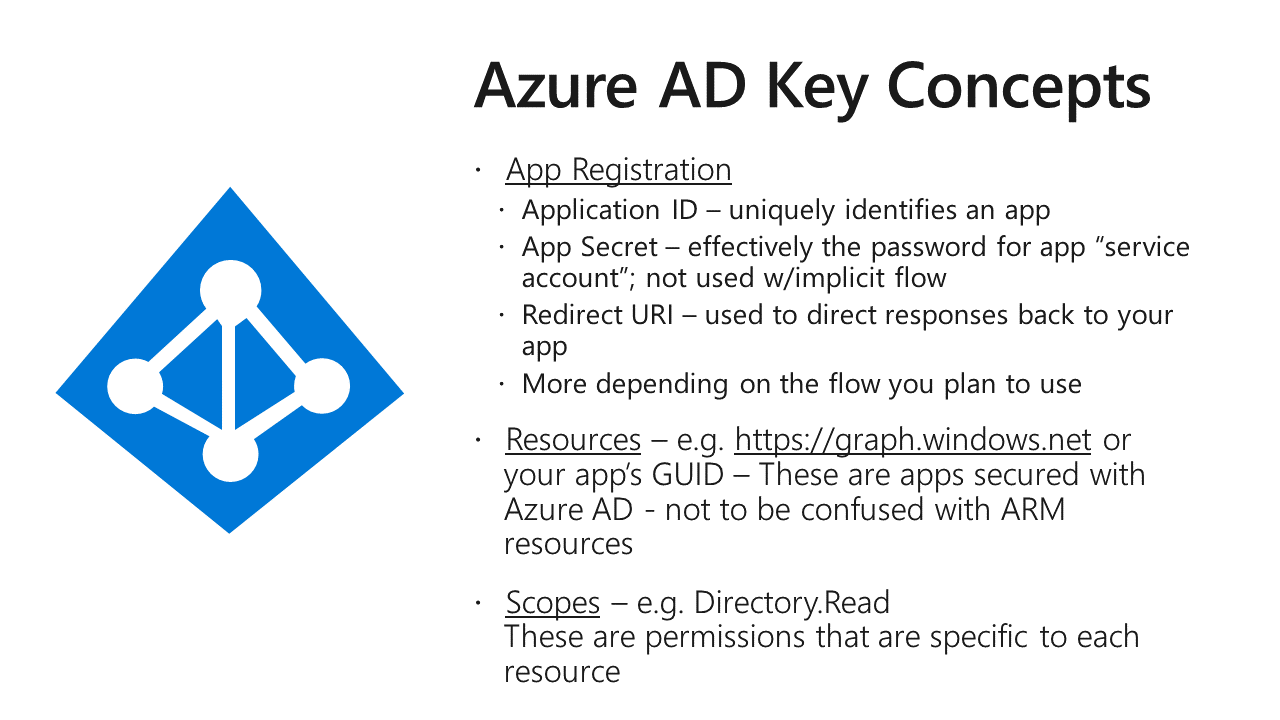 Azure AD Key Concepts
· App Registration
· Application ID – uniquely identifies an app
· App Secret – effectively the password for app “service
account”; not used w/implicit flow
· Redirect URI – used to direct responses back to your
app
· More depending on the flow you plan to use
· Resources – e.g. https://graph.windows.net or
your app’s GUID – These are apps secured with
Azure AD - not to be confused with ARM
resources
· Scopes – e.g. Directory.Read
These are permissions that are specific to each
resource